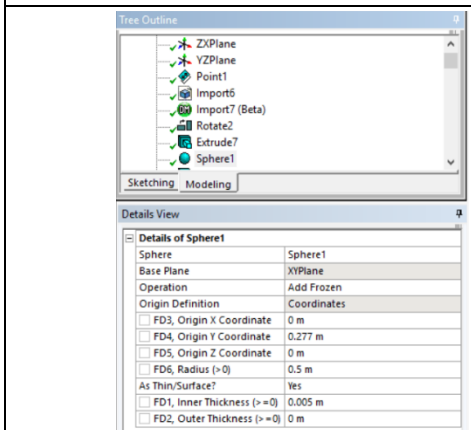 Tree Outline
ZXPlane
YZPlane
Point1
Import6
Import7 (Beta)
Rotate2
Extrude7
Sphere1
Sketching Modeling
Details View
Details of Sphere1
Sphere Sphere1
Base Plane XYPlane
Operation Add Frozen
Origin Definition Coordinates
FD3, Origin X Coordinate 0 m
FD4, Origin Y Coordinate 0.277 m
FD5, Origin Z Coordinate 0 m
FD6, Radius (>0) 0.5 m
As Thin/Surface? Yes
FD1, Inner Thickness (>=0) 0.005 m
FD2, Outer Thickness (>=0) 0 m